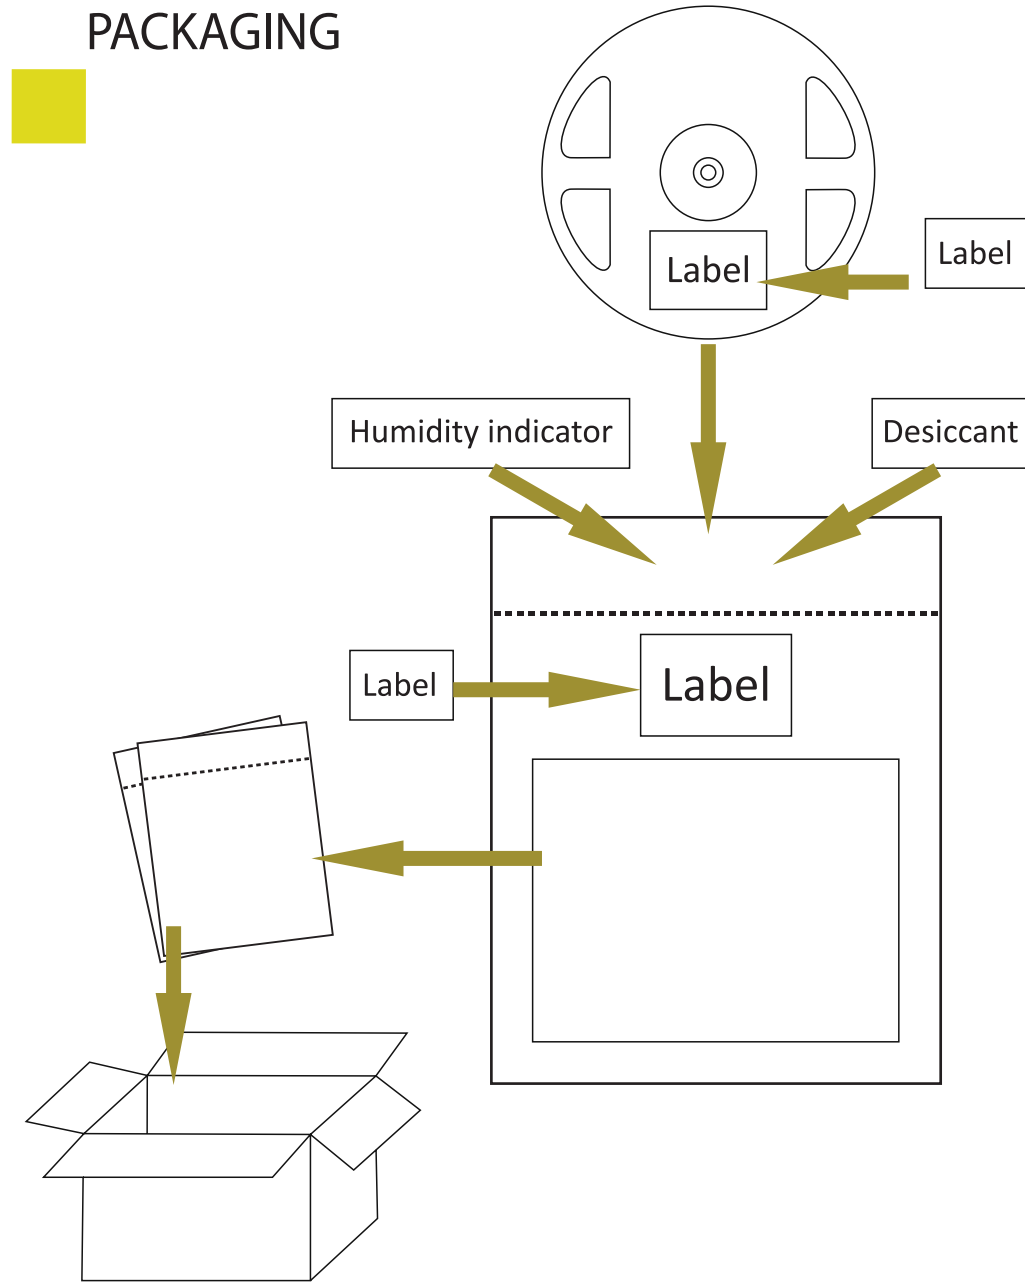 PACKAGING
Label
Label
Humidity indicator
Desiccant
Label
Label